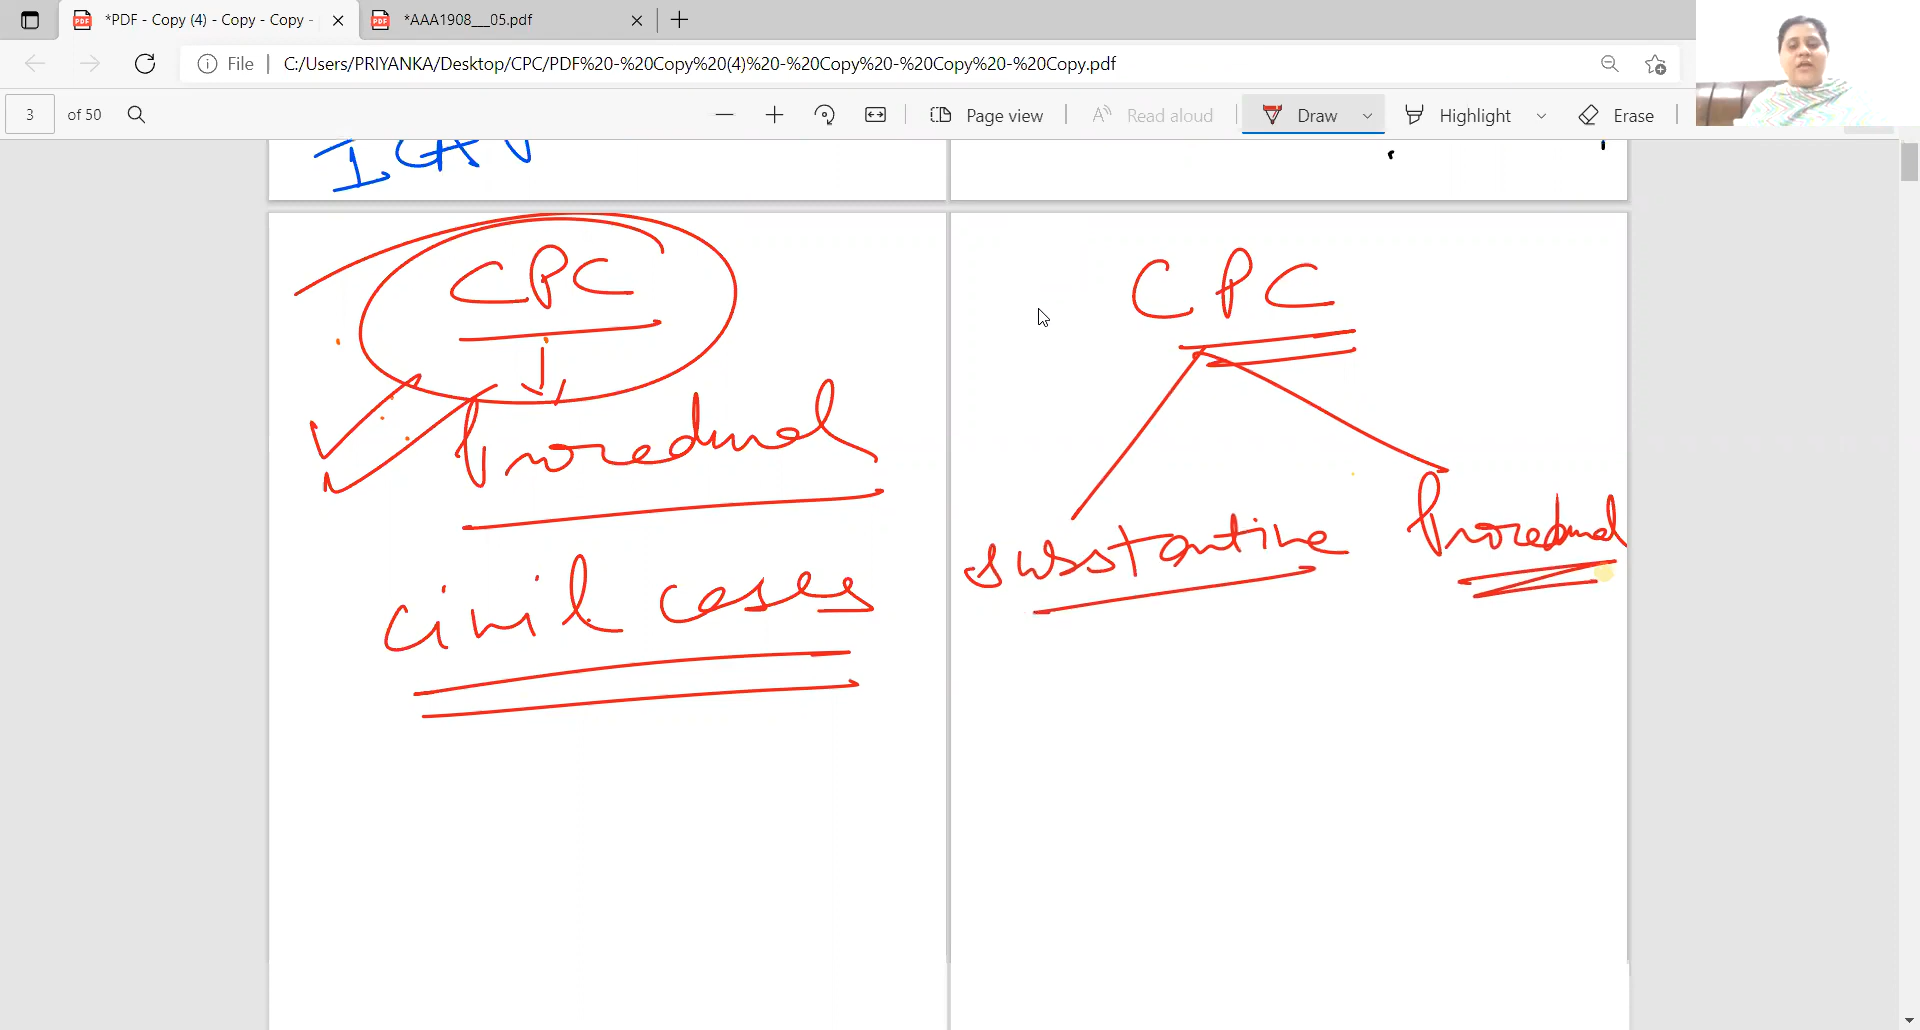 *PDF - Copy (4) - Copy - Copy -
*AAA1908___05.pdf
File
C:/Users/PRIYANKA/Desktop/CPC/PDF%20-%20Copy%20(4)%20-%20Copy%20-%20Copy%20-%20Copy.pdf
3 of 50
Page view
Read aloud
Draw
Highlight
Erase
CPC
Procedural
civil cases
CPC
substantive
Procedural